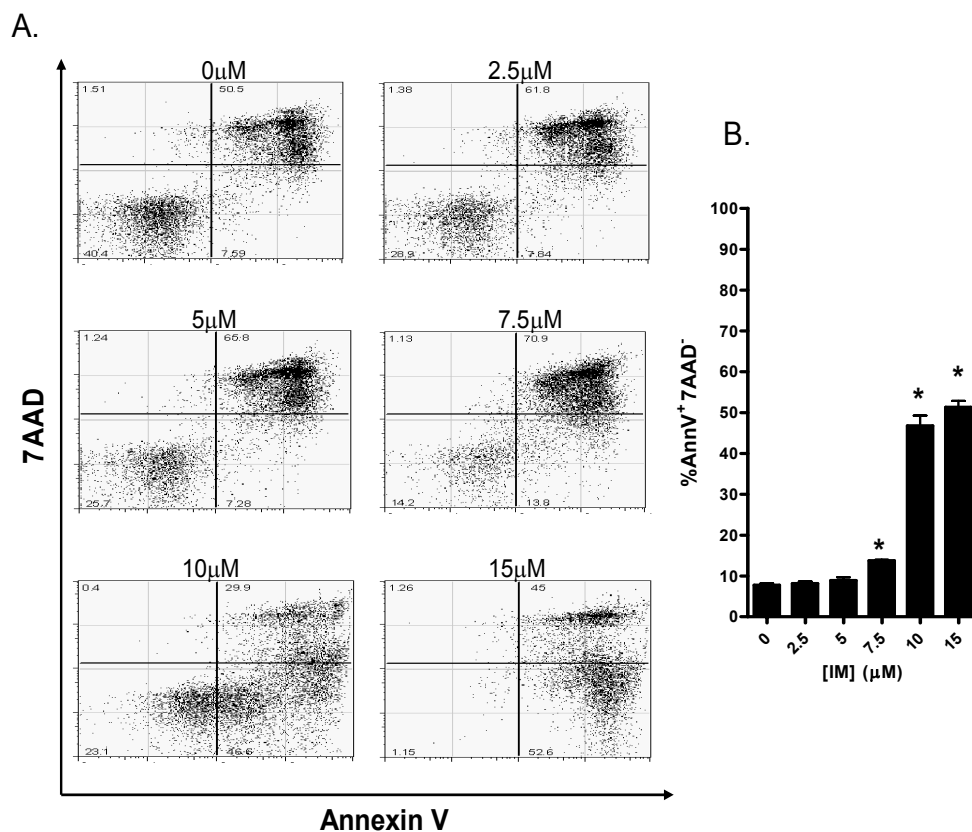 A.
0μM
2.5μM
1.51 50.5
1.38 61.8
40.4 7.59
28.9 7.84
5μM
7.5μM
1.24 65.8
1.13 70.9
25.7 7.28
14.2 13.8
10μM
15μM
0.4 29.9
1.26 45
23.1 46.6
1.15 52.6
7AAD
Annexin V
B.
%AnnV⁺7AAD⁻
100
90
80
70
60
50
40
30
20
10
0
*
*
*
0 2.5 5 7.5 10 15
[IM] (μM)